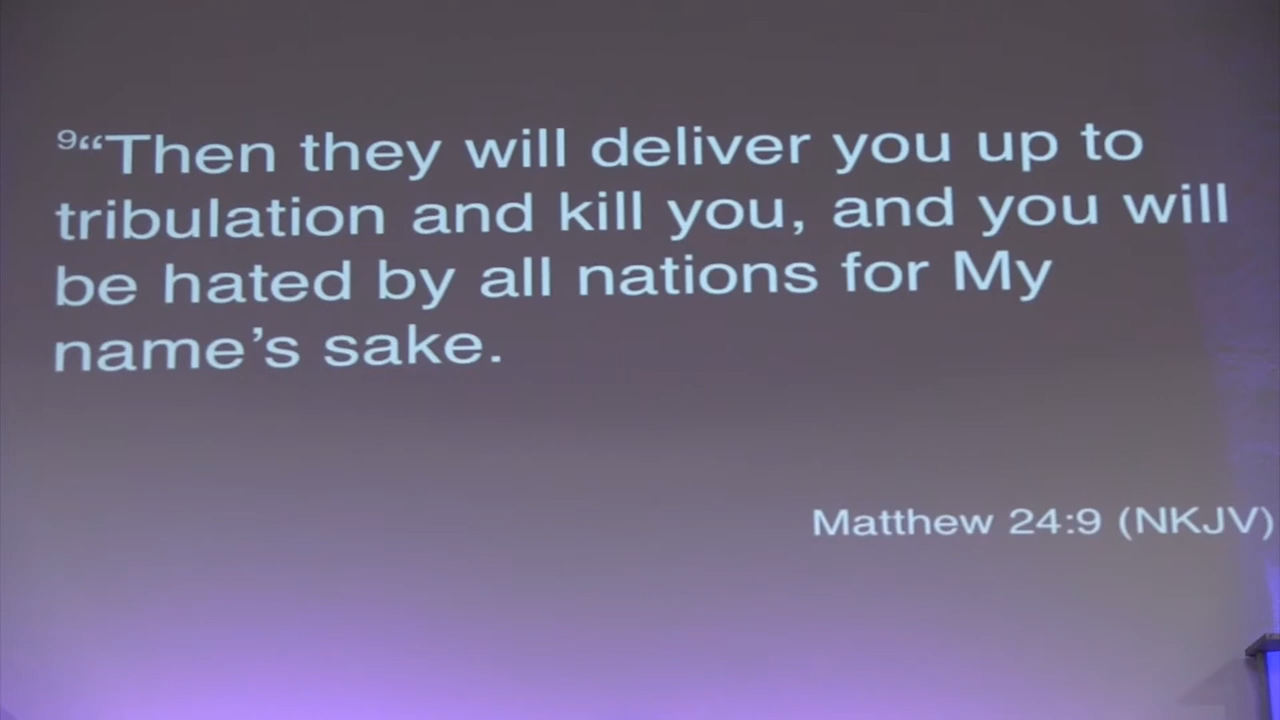 9“Then they will deliver you up to
tribulation and kill you, and you will
be hated by all nations for My
name’s sake.
Matthew 24:9 (NKJV)